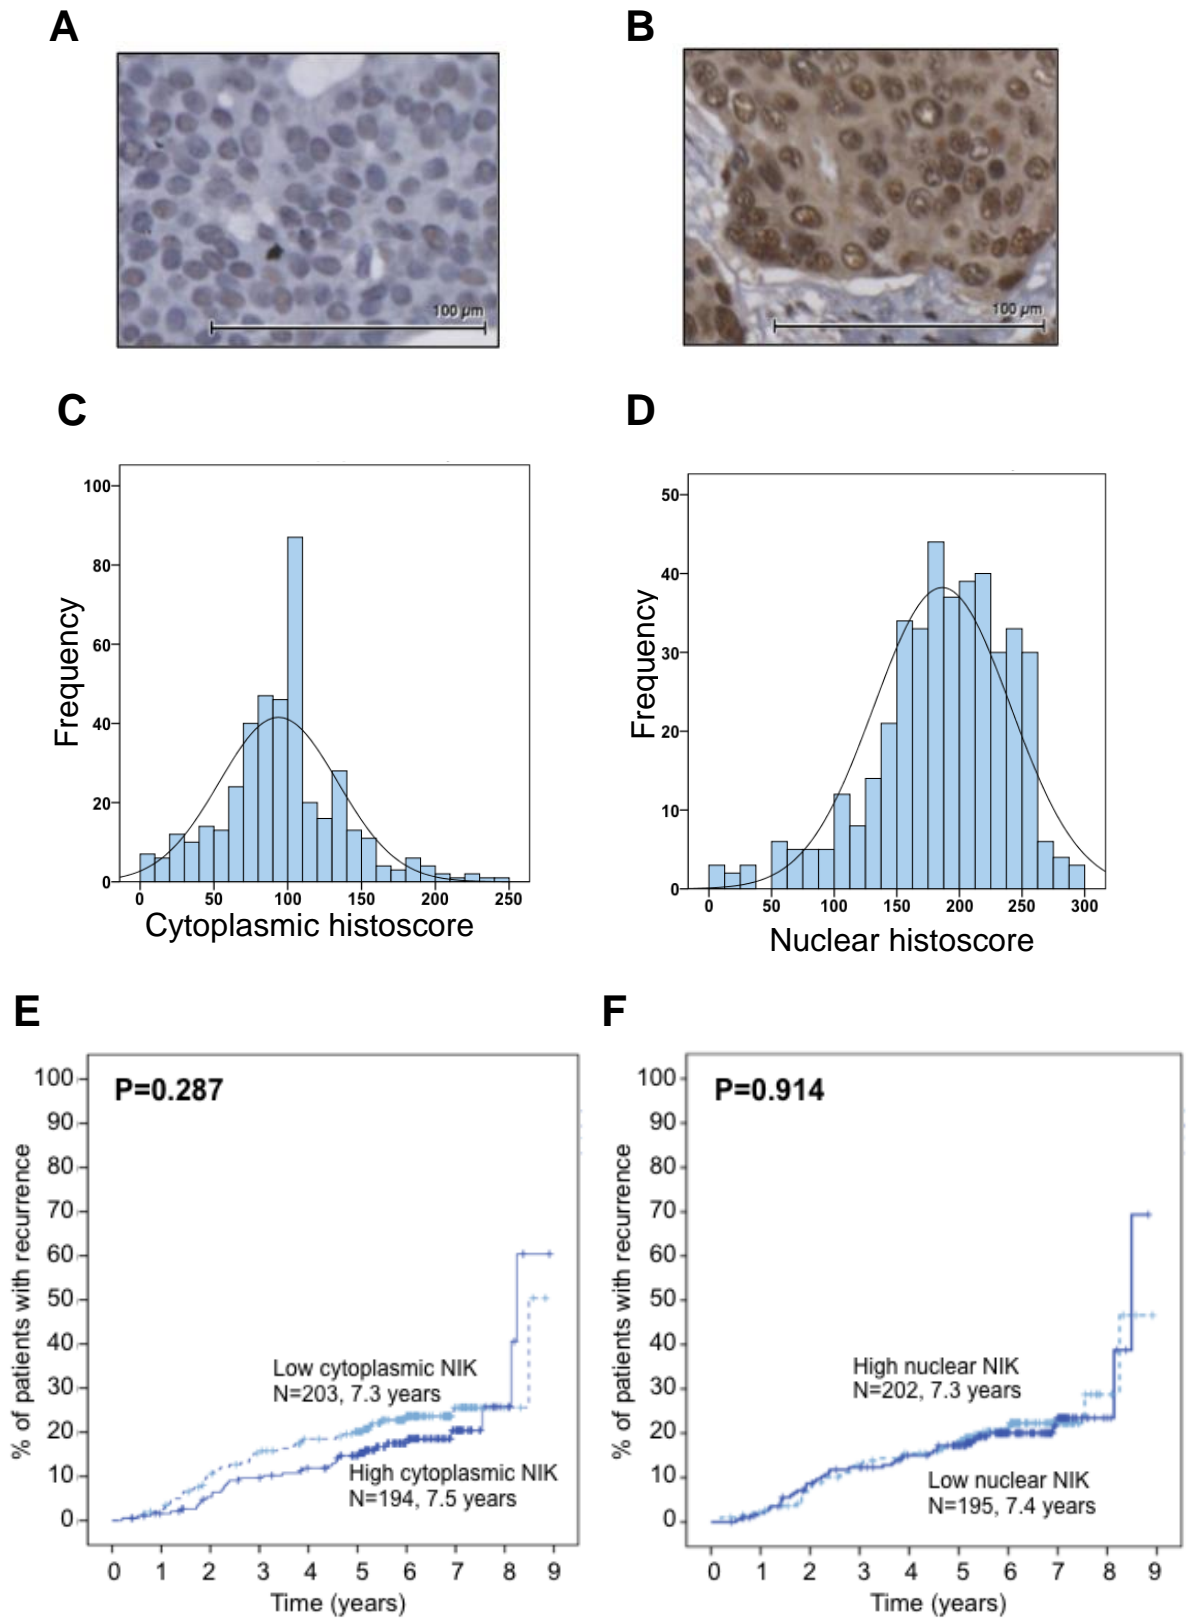 A
B
100 µm
100 µm
C
D
100
80
60
40
20
0
Frequency
0 50 100 150 200 250
Cytoplasmic histoscore
50
40
30
20
10
0
Frequency
0 50 100 150 200 250 300
Nuclear histoscore
E
F
P=0.287
100
90
80
70
60
50
40
30
20
10
0
% of patients with recurrence
Low cytoplasmic NIK
N=203, 7.3 years
High cytoplasmic NIK
N=194, 7.5 years
0 1 2 3 4 5 6 7 8 9
Time (years)
P=0.914
100
90
80
70
60
50
40
30
20
10
0
% of patients with recurrence
High nuclear NIK
N=202, 7.3 years
Low nuclear NIK
N=195, 7.4 years
0 1 2 3 4 5 6 7 8 9
Time (years)